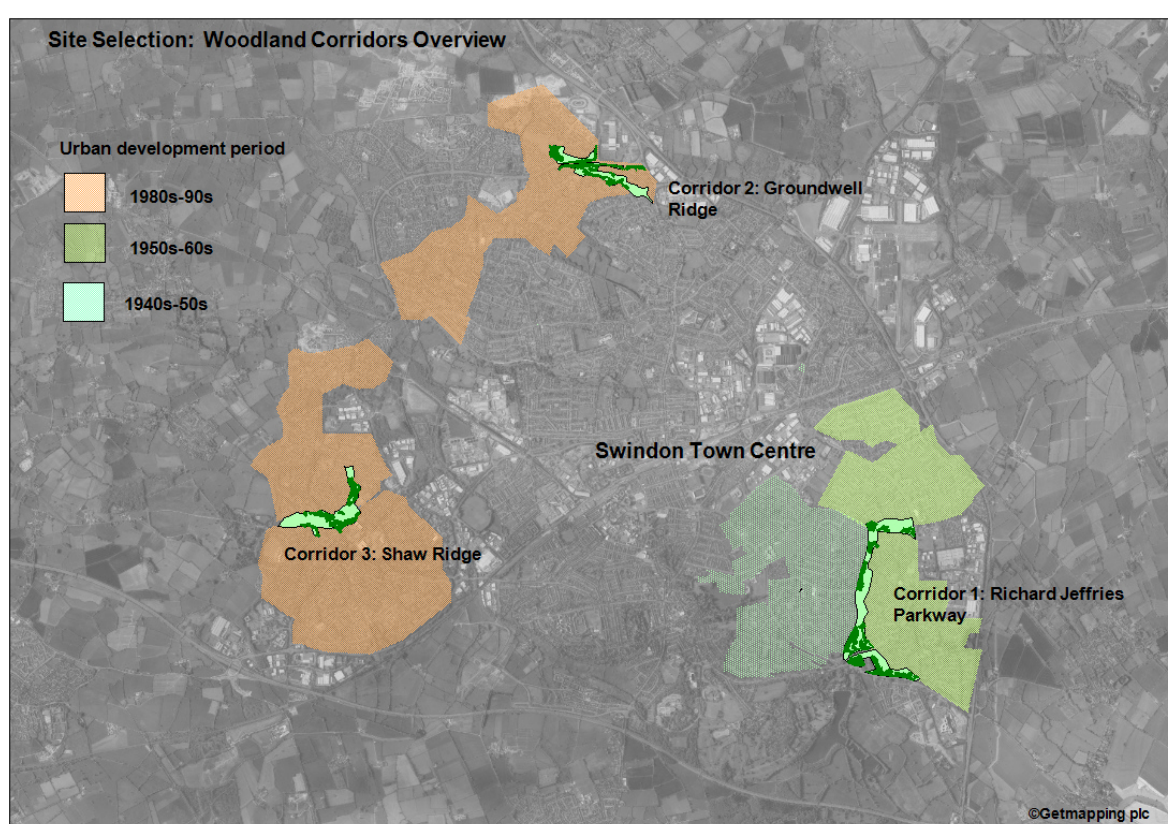 Site Selection: Woodland Corridors Overview
Urban development period
1980s-90s
1950s-60s
1940s-50s
Corridor 2: Groundwell
Ridge
Swindon Town Centre
Corridor 3: Shaw Ridge
Corridor 1: Richard Jeffries
Parkway
©Getmapping plc